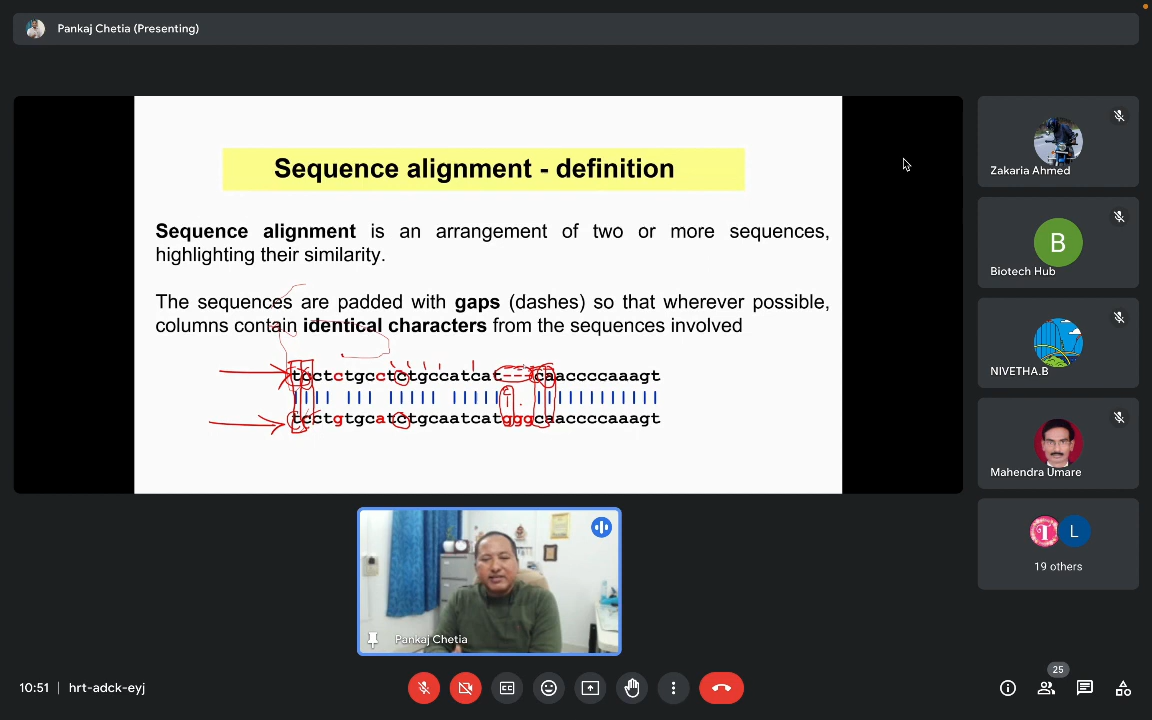 Pankaj Chetia (Presenting)
Sequence alignment - definition
Sequence alignment is an arrangement of two or more sequences,
highlighting their similarity.
The sequences are padded with gaps (dashes) so that wherever possible,
columns contain identical characters from the sequences involved
tcctctgcctctgccatcat---caaccccaaagt
tcctgtgcatctgcaatcatgggcaaccccaaagt
Zakaria Ahmed
B
Biotech Hub
NIVETHA.B
Mahendra Umare
L
19 others
Pankaj Chetia
10:51 | hrt-adck-eyj
25